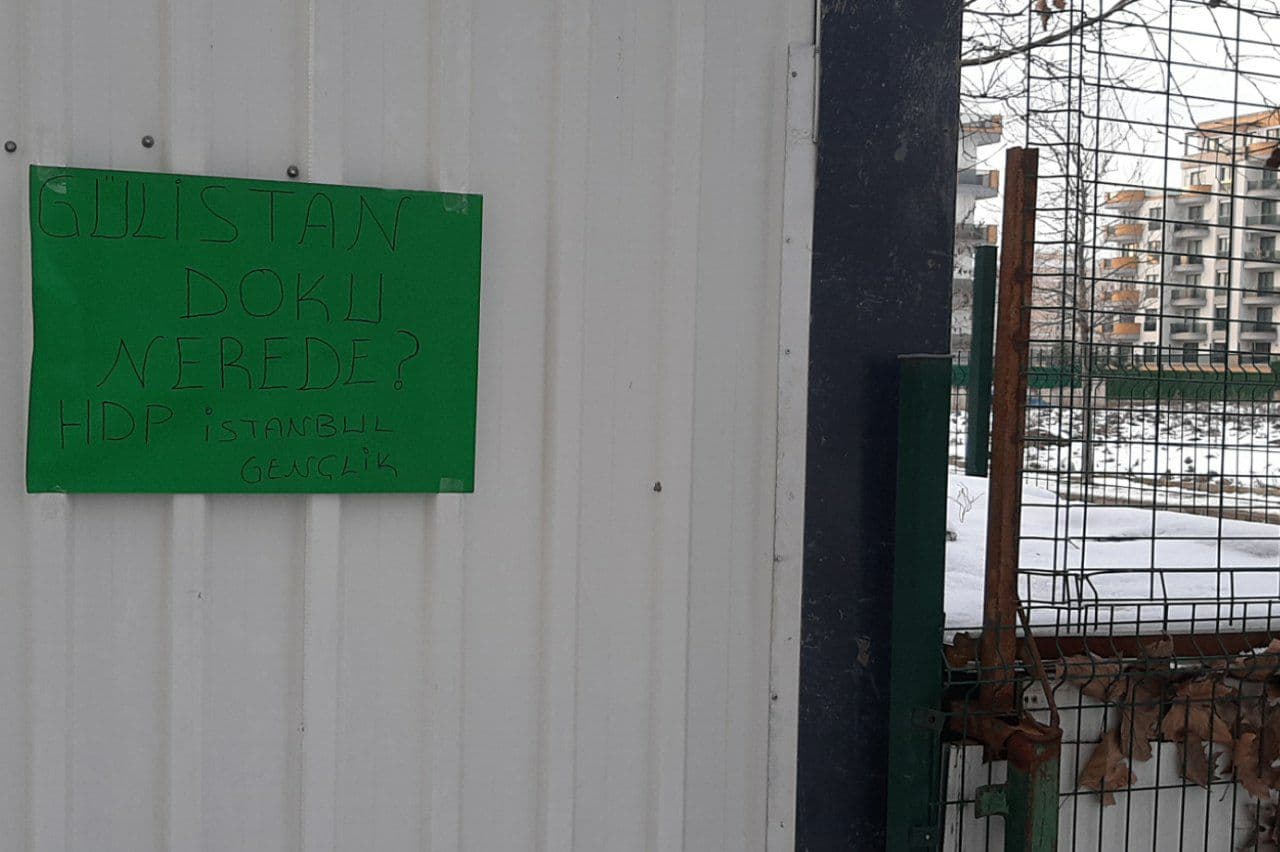 GÜLİSTAN
DOKU
NEREDE?
HDP İSTANBUL
GENÇLİK